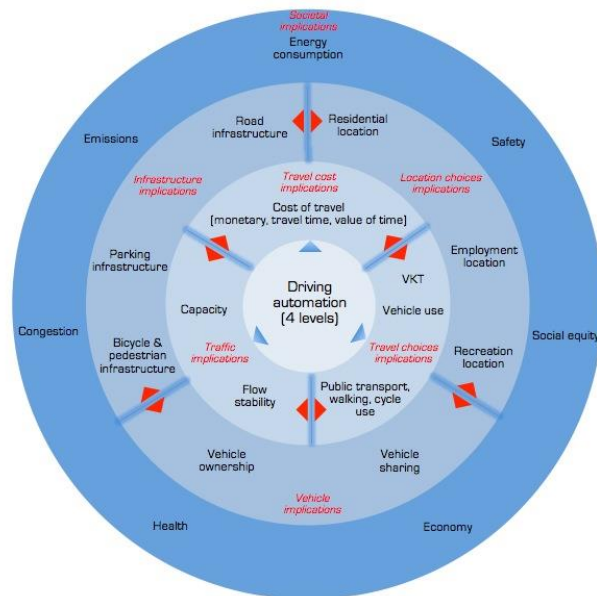 Societal implications
Energy
consumption
Emissions
Safety
Road
infrastructure
Residential
location
Infrastructure
implications
Travel cost
implications
Location choices
implications
Cost of travel
(monetary, travel time, value of time)
Parking
infrastructure
Employment
location
VKT
Driving
automation
(4 levels)
Capacity
Vehicle use
Congestion
Social equity
Bicycle &
pedestrian
infrastructure
Traffic
implications
Travel choices
implications
Recreation
location
Flow
stability
Public transport,
walking, cycle
use
Vehicle
ownership
Vehicle
sharing
Vehicle
implications
Health
Economy